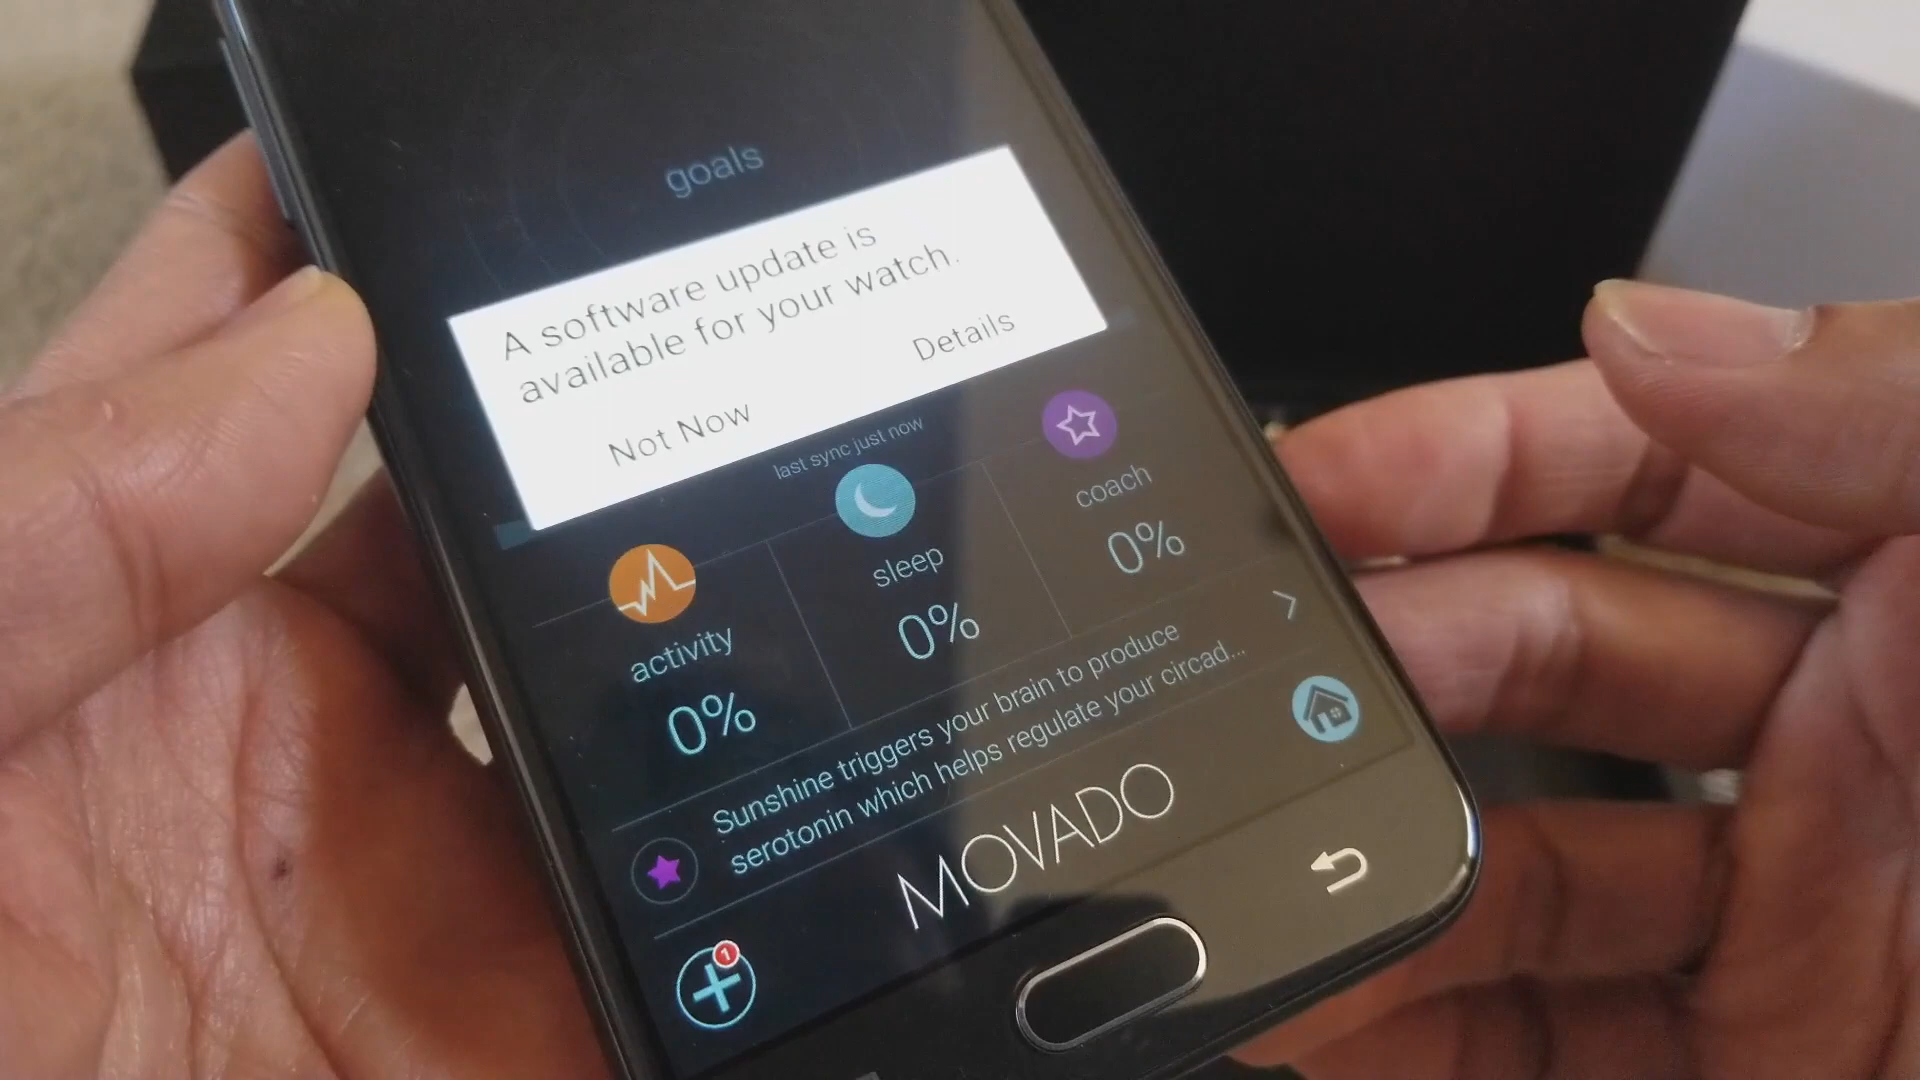 goals
A software update is
available for your watch.
Not Now
Details
last sync just now
activity
0%
sleep
0%
coach
0%
Sunshine triggers your brain to produce
serotonin which helps regulate your circad...
MOVADO
1